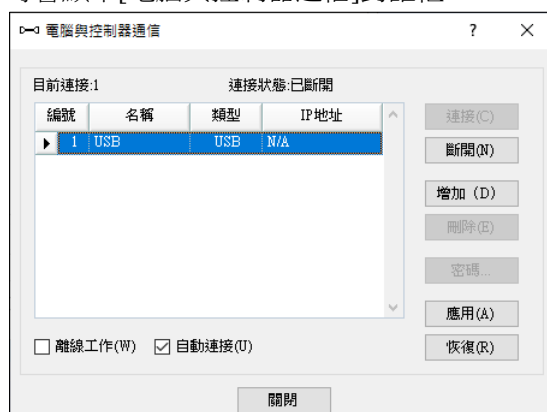 電腦與控制器通信
目前連接:1 連接狀態:已斷開
編號 名稱 類型 IP地址
1 USB USB N/A
連接(C)
斷開(N)
增加 (D)
刪除(E)
密碼...
應用(A)
恢復(R)
離線工作(W) 自動連接(U)
關閉